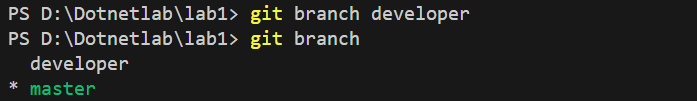 PS D:\Dotnetlab\lab1> git branch developer
PS D:\Dotnetlab\lab1> git branch
  developer
* master